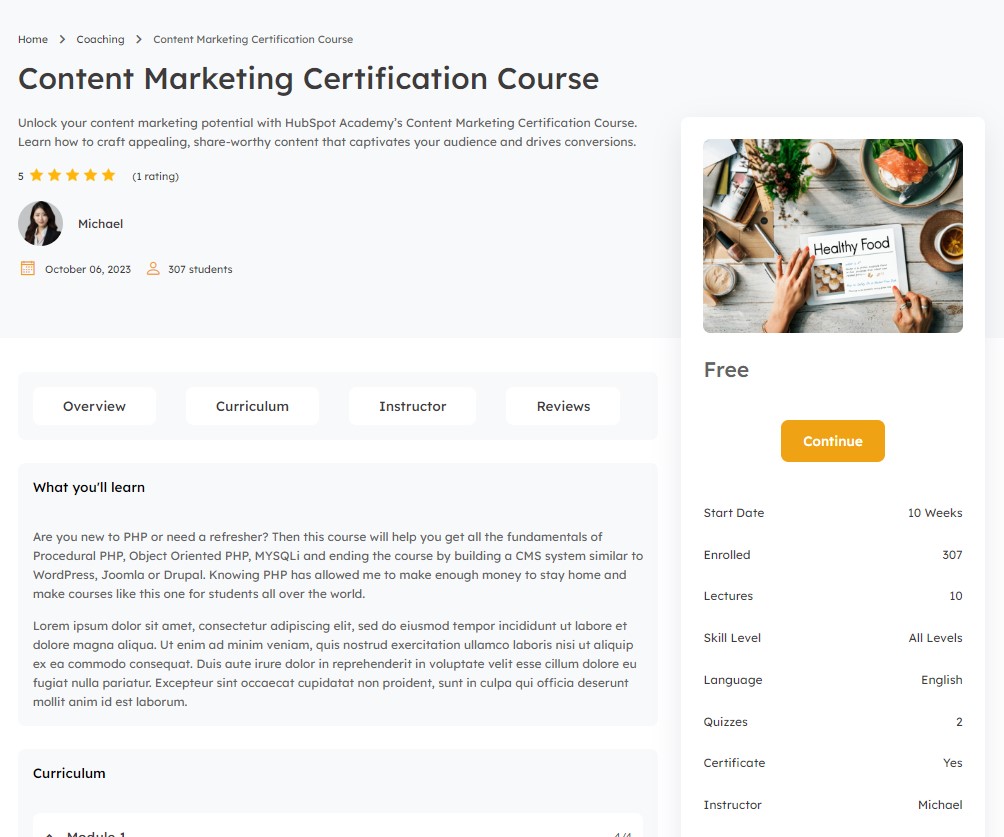 Home > Coaching > Content Marketing Certification Course
Content Marketing Certification Course
Unlock your content marketing potential with HubSpot Academy’s Content Marketing Certification Course.
Learn how to craft appealing, share-worthy content that captivates your audience and drives conversions.
5 (1 rating)
Michael
October 06, 2023 307 students
Healthy Food
Free
Continue
Overview Curriculum Instructor Reviews
What you'll learn
Are you new to PHP or need a refresher? Then this course will help you get all the fundamentals of
Procedural PHP, Object Oriented PHP, MYSQLi and ending the course by building a CMS system similar to
WordPress, Joomla or Drupal. Knowing PHP has allowed me to make enough money to stay home and
make courses like this one for students all over the world.
Lorem ipsum dolor sit amet, consectetur adipiscing elit, sed do eiusmod tempor incididunt ut labore et
dolore magna aliqua. Ut enim ad minim veniam, quis nostrud exercitation ullamco laboris nisi ut aliquip
ex ea commodo consequat. Duis aute irure dolor in reprehenderit in voluptate velit esse cillum dolore eu
fugiat nulla pariatur. Excepteur sint occaecat cupidatat non proident, sunt in culpa qui officia deserunt
mollit anim id est laborum.
Curriculum
Module 1 4/4
Start Date 10 Weeks
Enrolled 307
Lectures 10
Skill Level All Levels
Language English
Quizzes 2
Certificate Yes
Instructor Michael